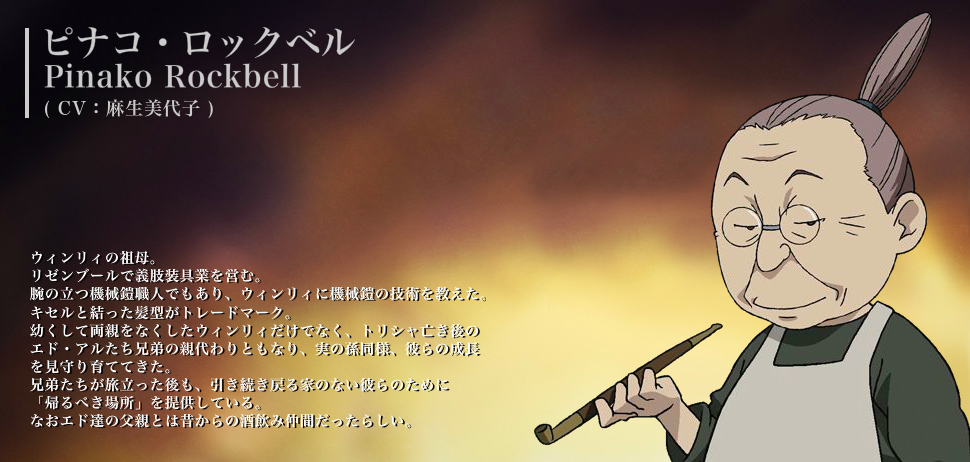 ピナコ・ロックベル
Pinako Rockbell
( CV：麻生美代子 )
ウィンリィの祖母。
リゼンブールで義肢装具業を営む。
腕の立つ機械鎧職人でもあり、ウィンリィに機械鎧の技術を教えた。
キセルと結った髪型がトレードマーク。
幼くして両親をなくしたウィンリィだけでなく、トリシャ亡き後の
エド・アルたち兄弟の親代わりともなり、実の孫同様、彼らの成長
を見守り育ててきた。
兄弟たちが旅立った後も、引き続き戻る家のない彼らのために
「帰るべき場所」を提供している。
なおエド達の父親とは昔からの酒飲み仲間だったらしい。